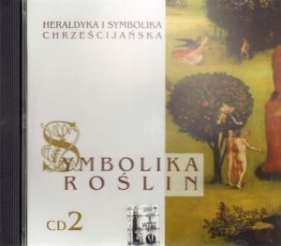 HERALDYKA I SYMBOLIKA
CHRZEŚCIJAŃSKA
SYMBOLIKA
ROŚLIN
CD2